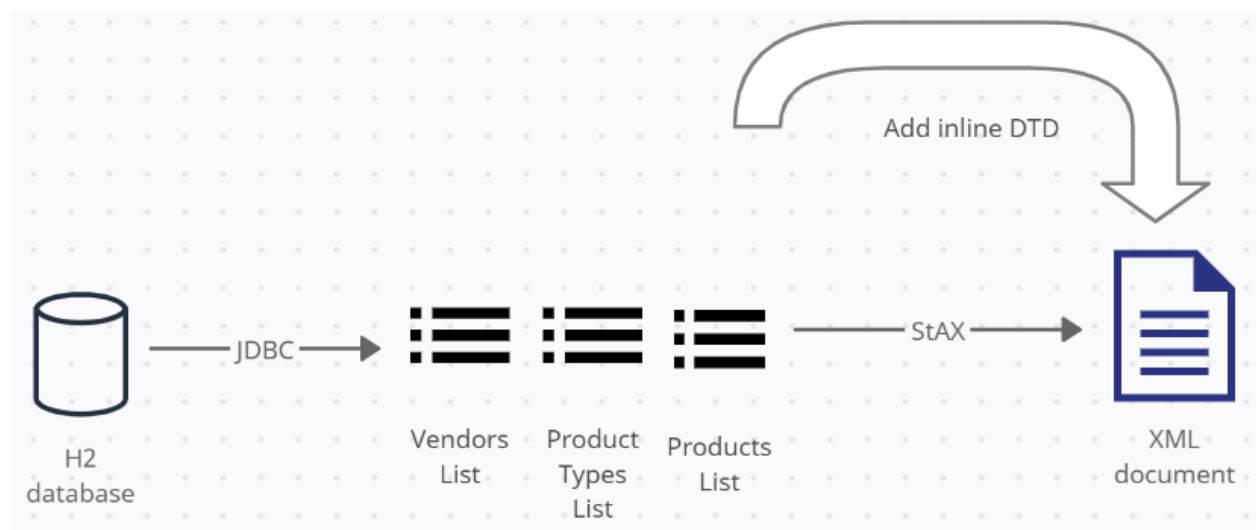 Add inline DTD
JDBC
StAX
H2
database
Vendors
List
Product
Types
List
Products
List
XML
document